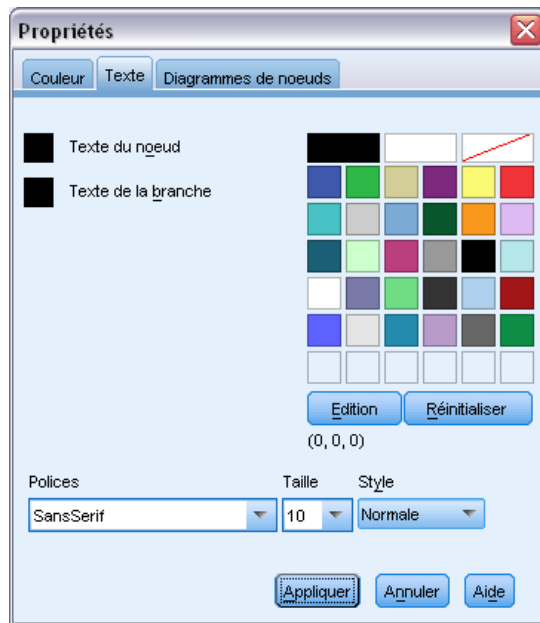 Propriétés
Couleur Texte Diagrammes de noeuds
Texte du noeud
Texte de la branche
Edition Réinitialiser
(0, 0, 0)
Polices Taille Style
SansSerif 10 Normale
Appliquer Annuler Aide